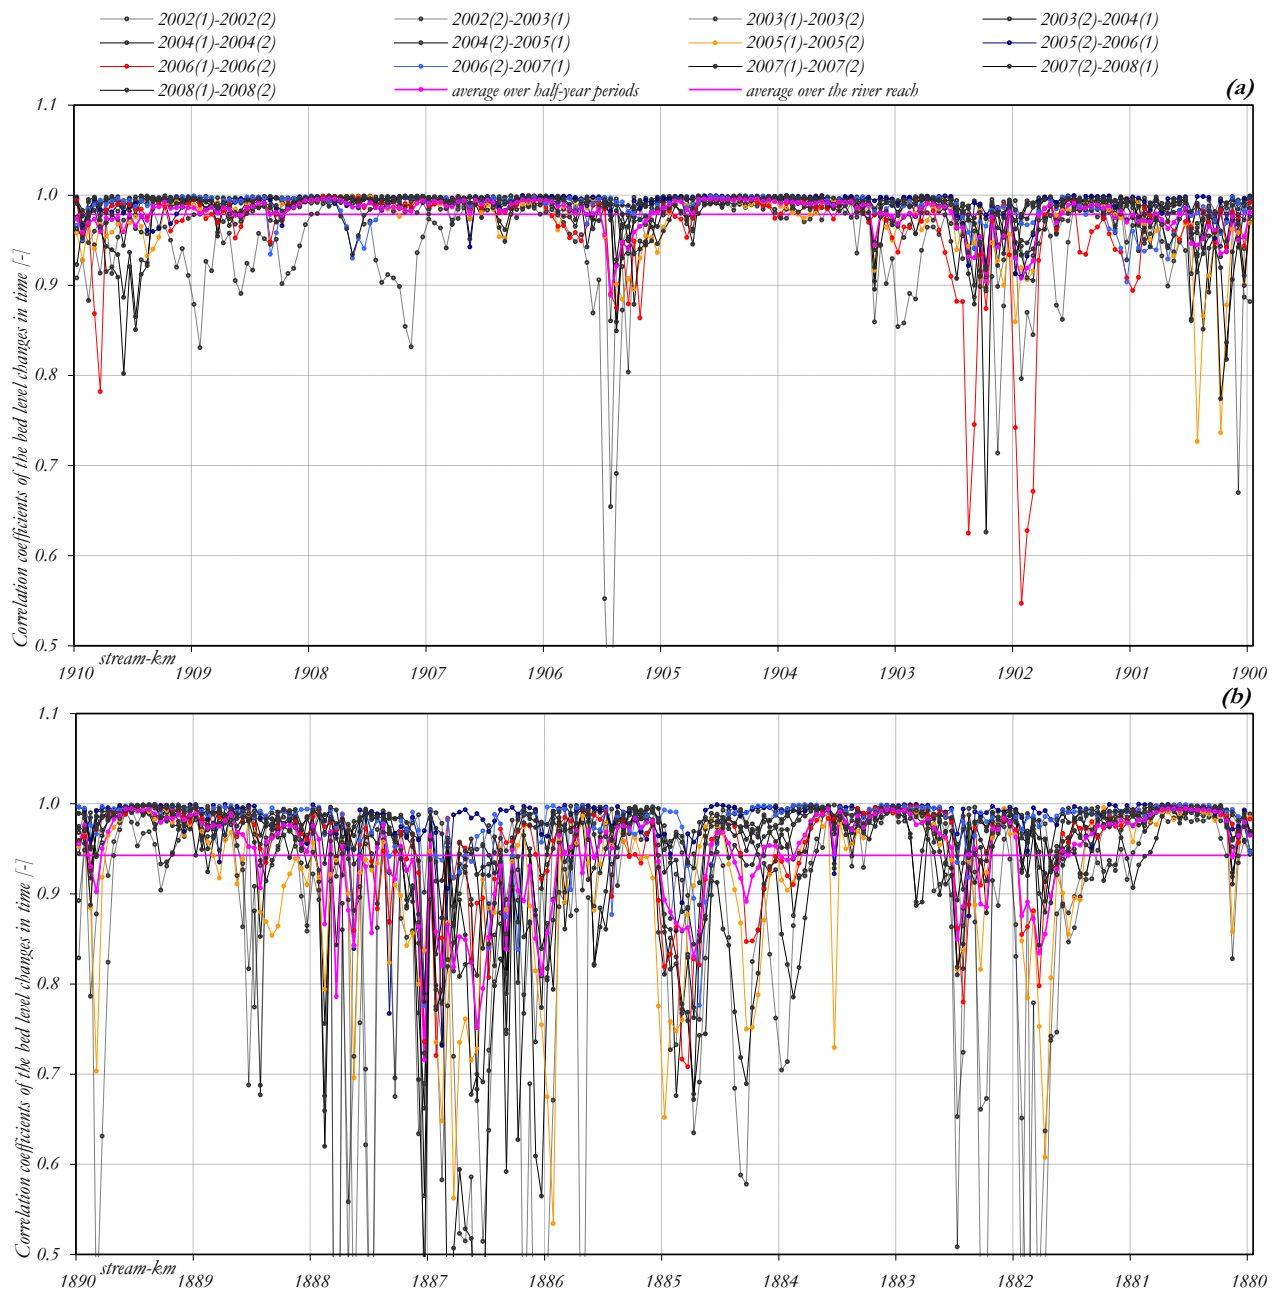 2002(1)-2002(2) 2002(2)-2003(1) 2003(1)-2003(2) 2003(2)-2004(1)
2004(1)-2004(2) 2004(2)-2005(1) 2005(1)-2005(2) 2005(2)-2006(1)
2006(1)-2006(2) 2006(2)-2007(1) 2007(1)-2007(2) 2007(2)-2008(1)
2008(1)-2008(2) average over half-year periods average over the river reach
(a)
Correlation coefficients of the bed level changes in time [-]
1.1
1.0
0.9
0.8
0.7
0.6
0.5
stream-km
1910 1909 1908 1907 1906 1905 1904 1903 1902 1901 1900
(b)
Correlation coefficients of the bed level changes in time [-]
1.1
1.0
0.9
0.8
0.7
0.6
0.5
stream-km
1890 1889 1888 1887 1886 1885 1884 1883 1882 1881 1880